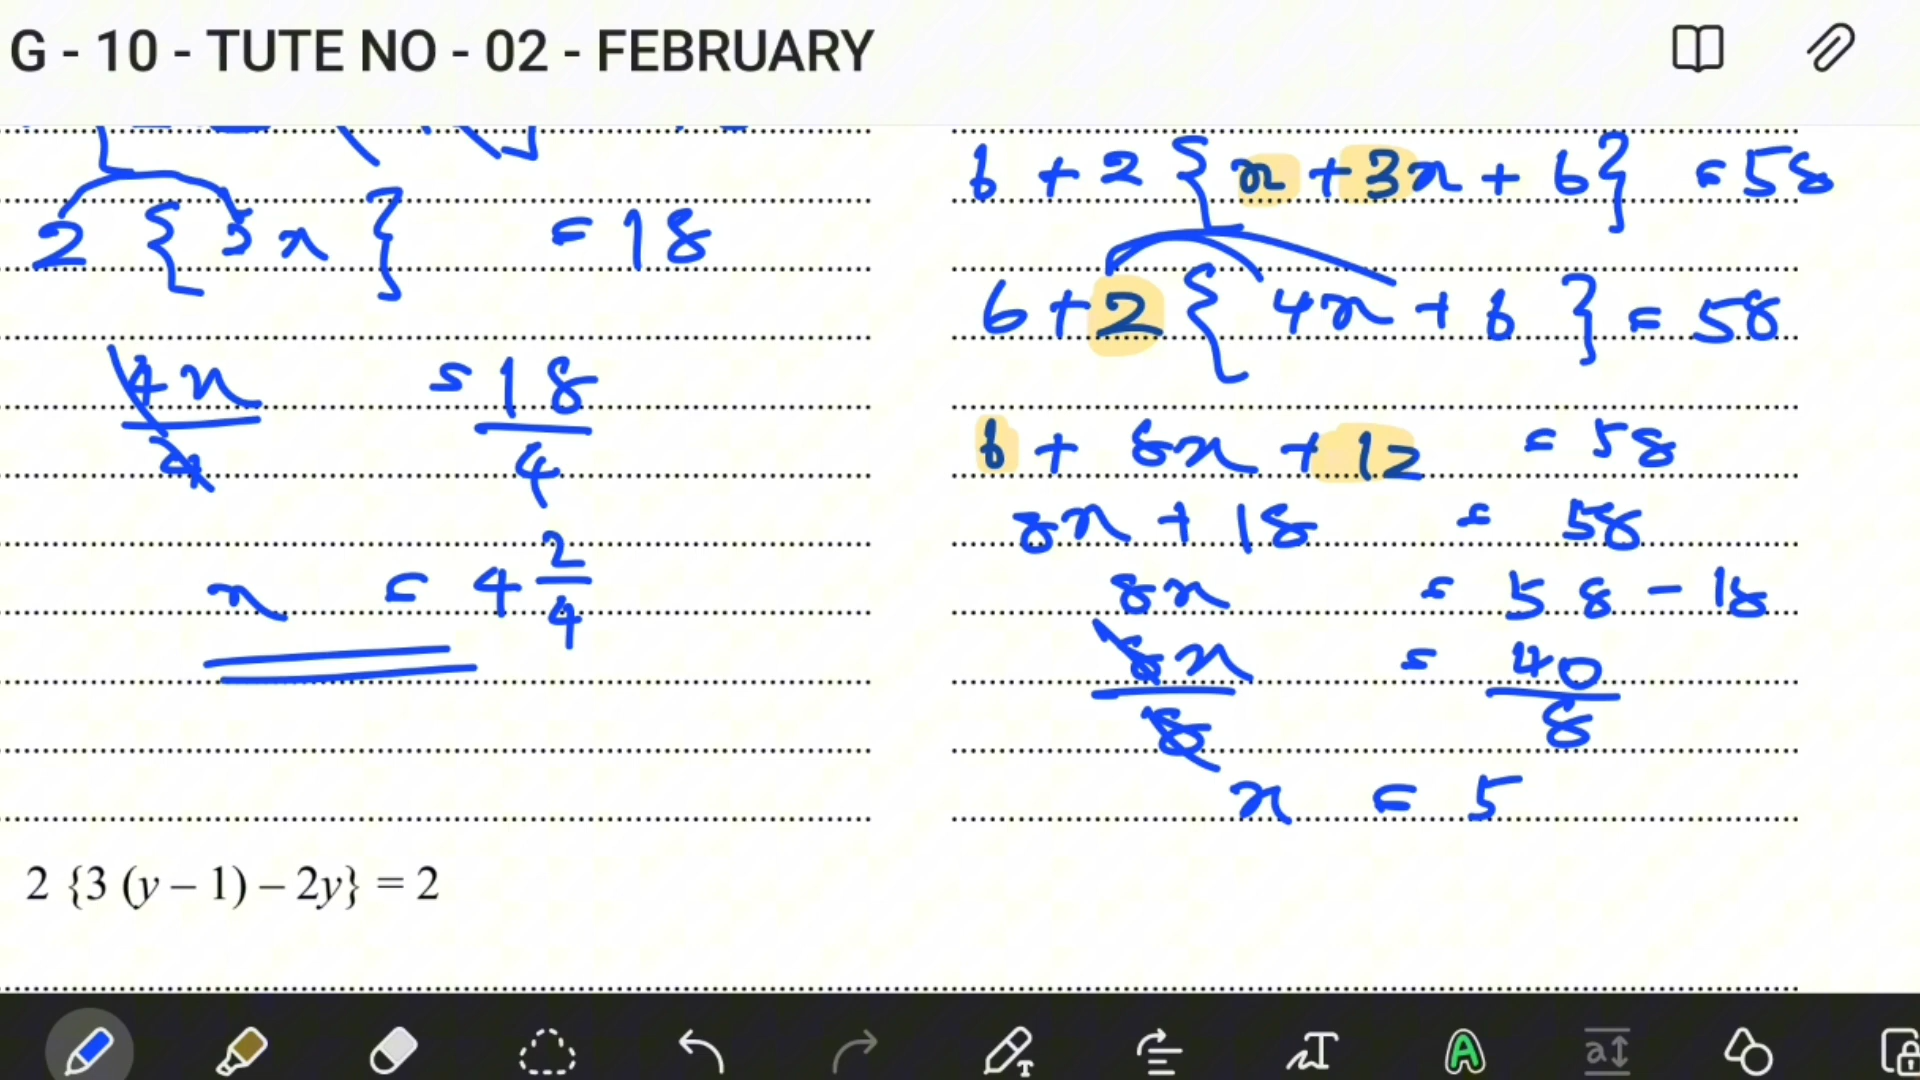 G - 10 - TUTE NO - 02 - FEBRUARY
2 {3x} = 18
4x/4 = 18/4
x = 4 2/4
2 {3 (y – 1) – 2y} = 2
6 + 2 {x + 3x + 6} = 58
6 + 2 {4x + 6} = 58
6 + 8x + 12 = 58
8x + 18 = 58
8x = 58 - 18
8x/8 = 40/8
x = 5